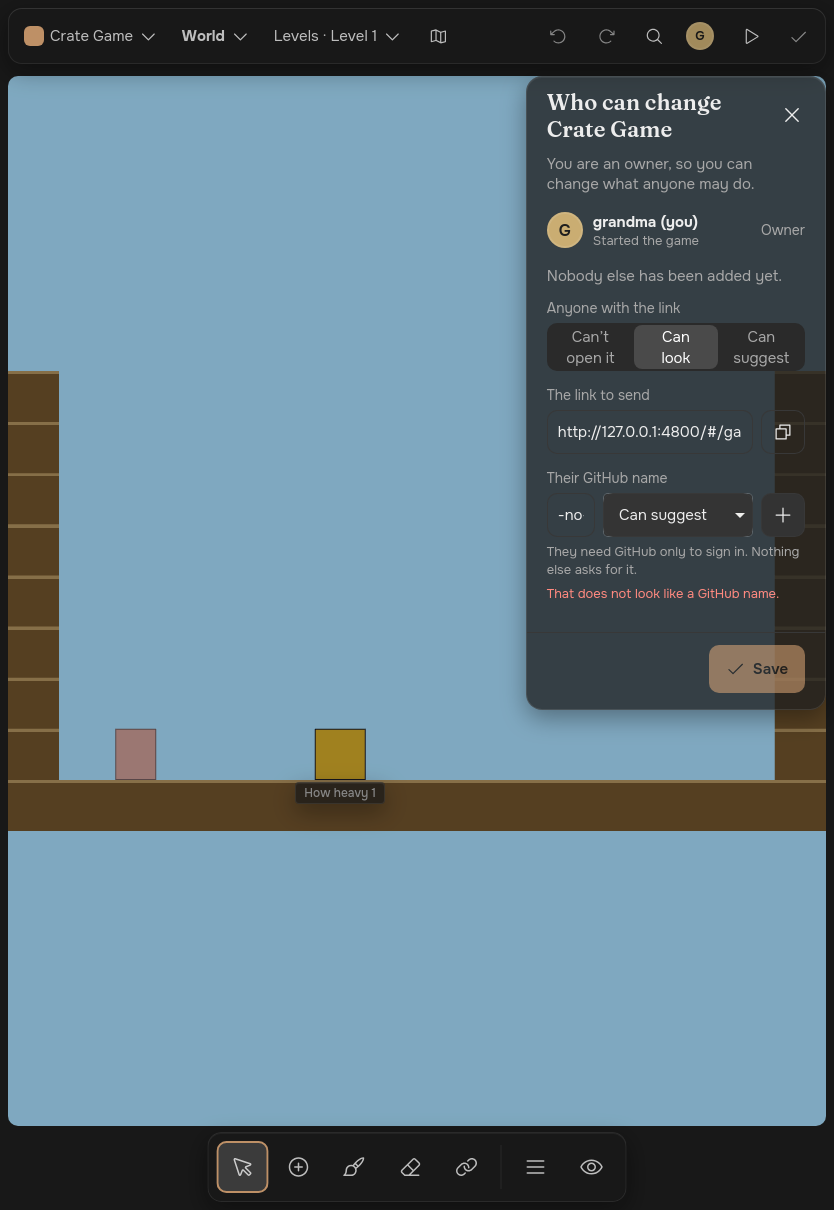 Crate Game
World
Levels · Level 1
G
Who can change
Crate Game
You are an owner, so you can
change what anyone may do.
G
grandma (you)
Owner
Started the game
Nobody else has been added yet.
Anyone with the link
Can't
open it
Can
look
Can
suggest
The link to send
http://127.0.0.1:4800/#/ga
Their GitHub name
-no
Can suggest
They need GitHub only to sign in. Nothing
else asks for it.
That does not look like a GitHub name.
Save
How heavy 1